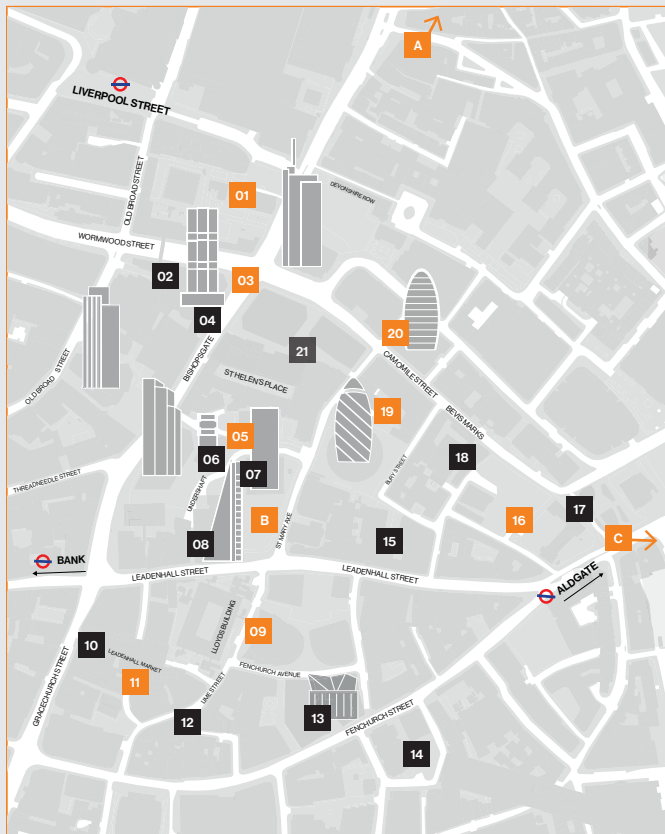 A
LIVERPOOL STREET
OLD BROAD STREET
DEVONSHIRE ROW
01
WORMWOOD STREET
02
03
04
BISHOPSGATE
20
21
CAMOMILE STREET
OLD BROAD STREET
ST HELEN'S PLACE
19
BEVIS MARKS
05
06
07
18
BURY STREET
THREADNEEDLE STREET
UNDERSHAFT
B
ST MARY AXE
16
17
08
15
C
BANK
LEADENHALL STREET
LEADENHALL STREET
ALDGATE
LLOYDS BUILDING
09
10
LEADENHALL MARKET
FENCHURCH AVENUE
11
LIME STREET
GRACECHURCH STREET
12
13
FENCHURCH STREET
14